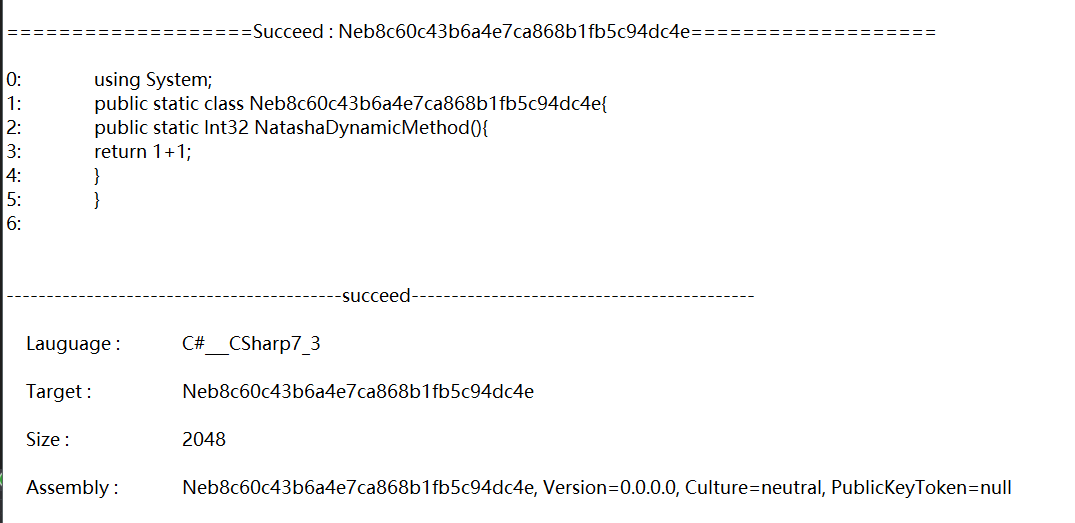 ===================Succeed : Neb8c60c43b6a4e7ca868b1fb5c94dc4e===================
0: using System;
1: public static class Neb8c60c43b6a4e7ca868b1fb5c94dc4e{
2: public static Int32 NatashaDynamicMethod(){
3: return 1+1;
4: }
5: }
6:
------------------------------------------succeed-------------------------------------------
Lauguage : C#__CSharp7_3
Target : Neb8c60c43b6a4e7ca868b1fb5c94dc4e
Size : 2048
Assembly : Neb8c60c43b6a4e7ca868b1fb5c94dc4e, Version=0.0.0.0, Culture=neutral, PublicKeyToken=null